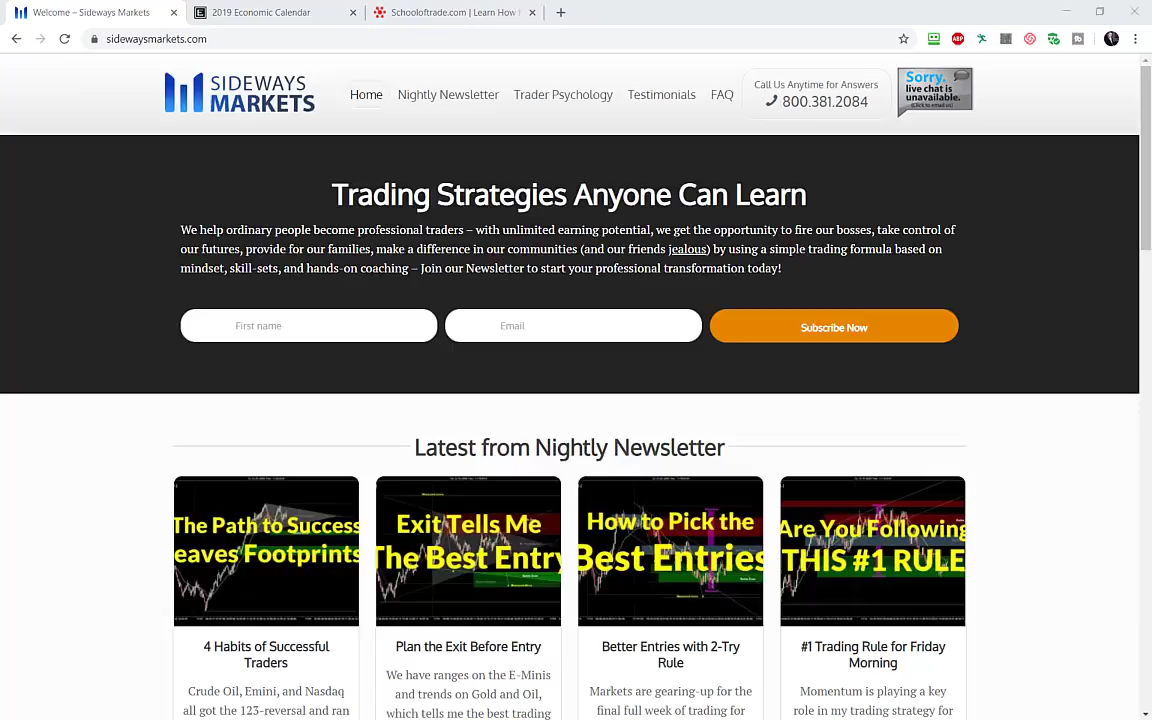 Welcome – Sideways Markets
2019 Economic Calendar
Schooloftrade.com | Learn How
sidewaysmarkets.com
SIDEWAYS
MARKETS
Home
Nightly Newsletter
Trader Psychology
Testimonials
FAQ
Call Us Anytime for Answers
800.381.2084
Sorry.
live chat is
unavailable.
(Click to email us)
Trading Strategies Anyone Can Learn
We help ordinary people become professional traders – with unlimited earning potential, we get the opportunity to fire our bosses, take control of
our futures, provide for our families, make a difference in our communities (and our friends jealous) by using a simple trading formula based on
mindset, skill-sets, and hands-on coaching – Join our Newsletter to start your professional transformation today!
First name
Email
Subscribe Now
Latest from Nightly Newsletter
The Path to Success
eaves Footprints
Exit Tells Me
The Best Entry
How to Pick the
Best Entries
Are You Following
THIS #1 RULE
4 Habits of Successful
Traders
Crude Oil, Emini, and Nasdaq
all got the 123-reversal and ran
Plan the Exit Before Entry
We have ranges on the E-Minis
and trends on Gold and Oil,
which tells me the best trading
Better Entries with 2-Try
Rule
Markets are gearing-up for the
final full week of trading for
#1 Trading Rule for Friday
Morning
Momentum is playing a key
role in my trading strategy for